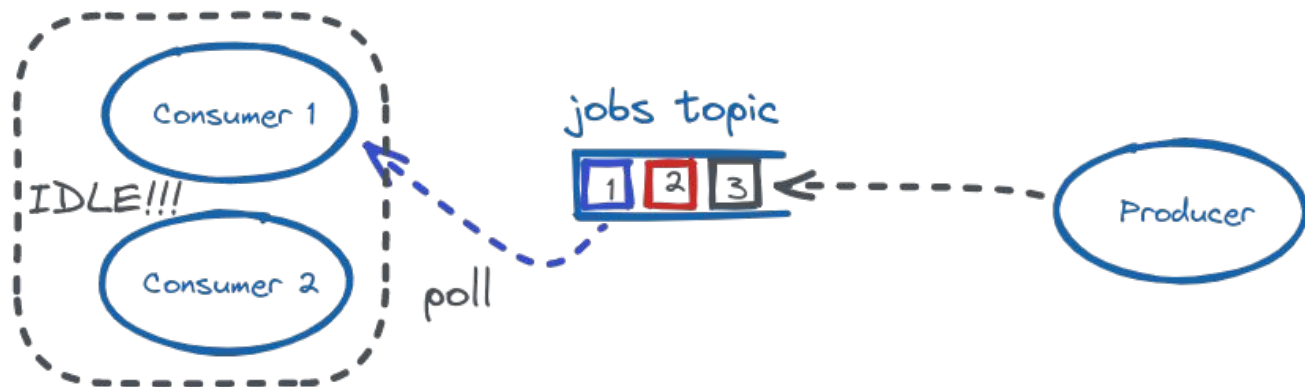 Consumer 1
IDLE!!!
Consumer 2
poll
jobs topic
1 2 3
Producer